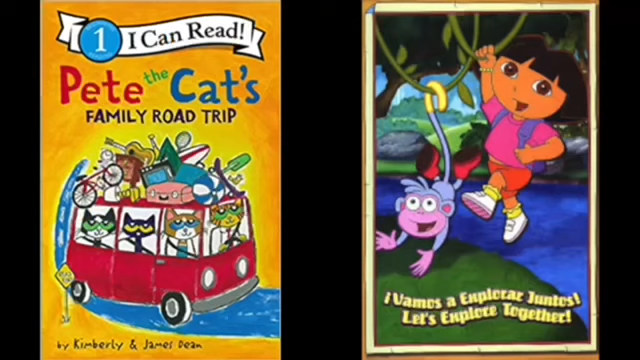 1 I Can Read!
Pete the Cat's
FAMILY ROAD TRIP
by Kimberly & James Dean
¡Vamos a Explorar Juntos!
Let's Explore Together!